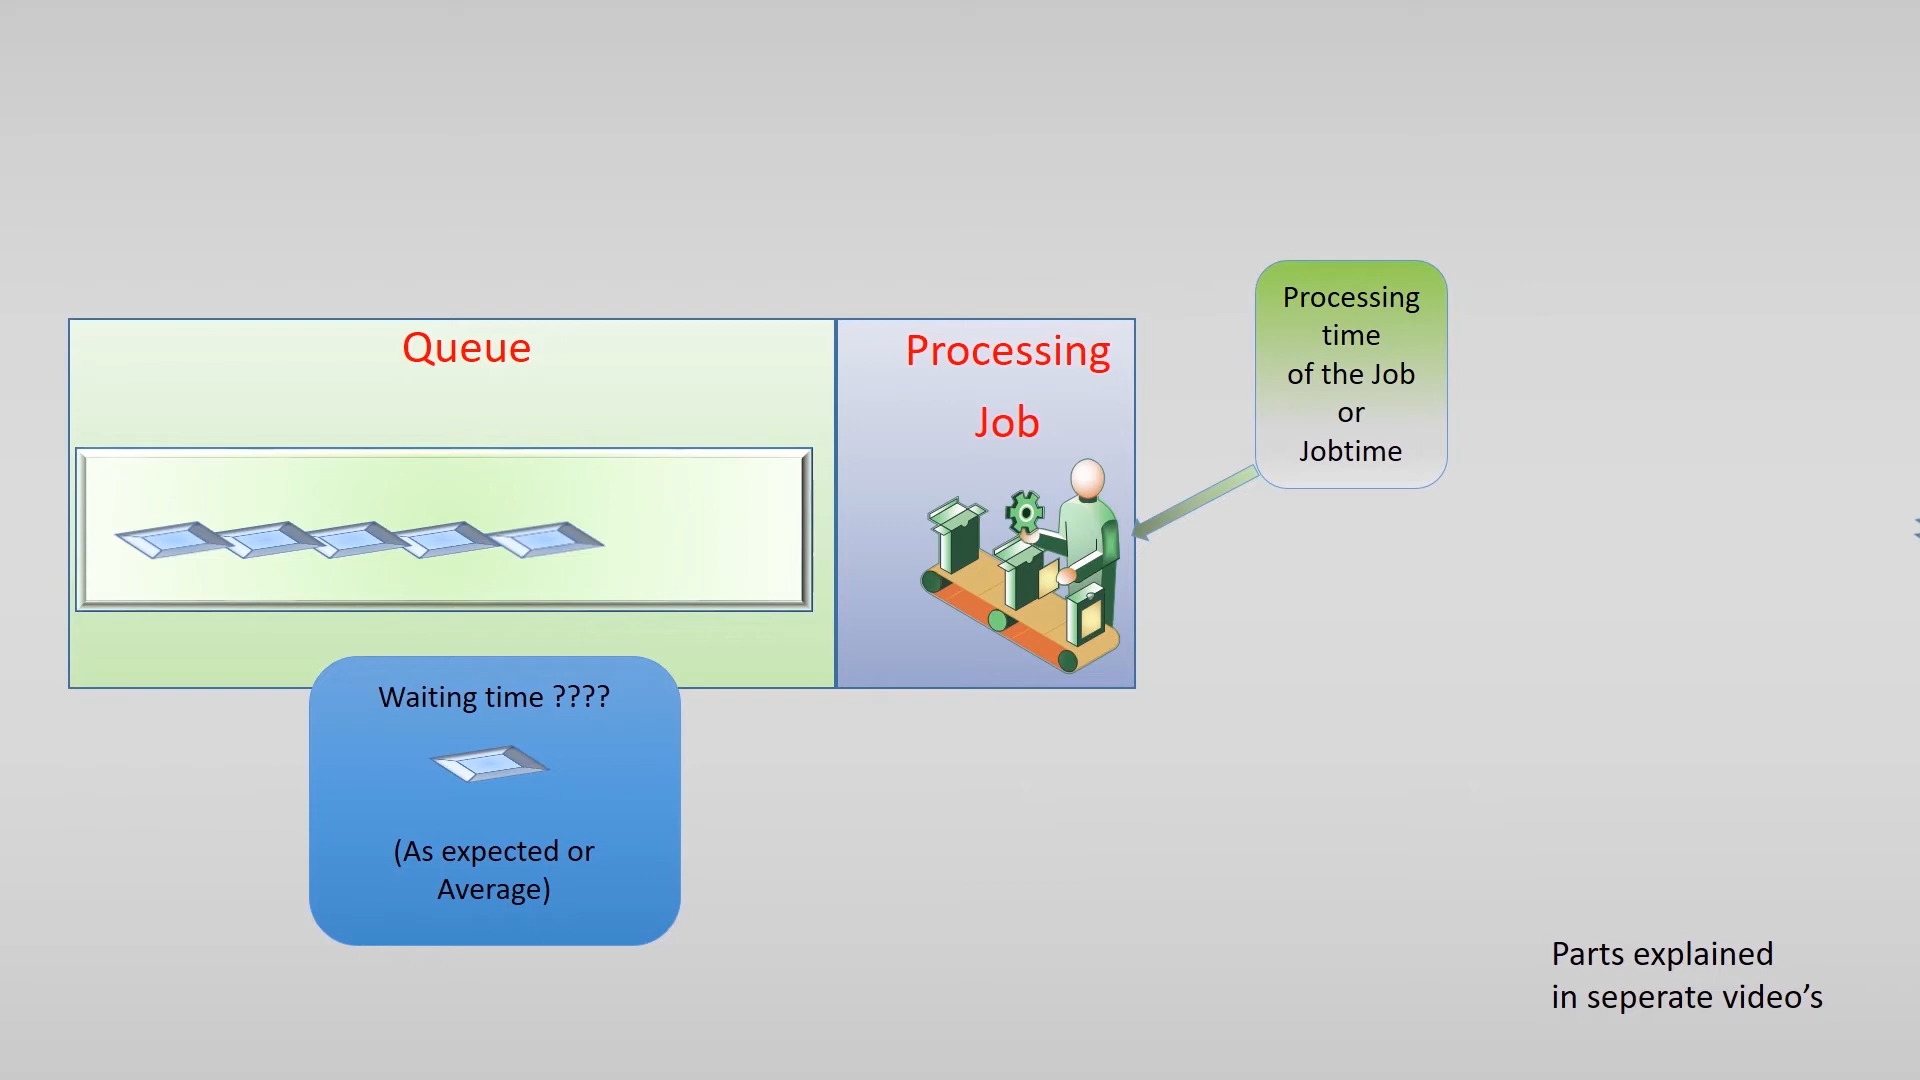 Queue
Processing
Job
Processing
time
of the Job
or
Jobtime
Waiting time ????
(As expected or
Average)
Parts explained
in seperate video’s